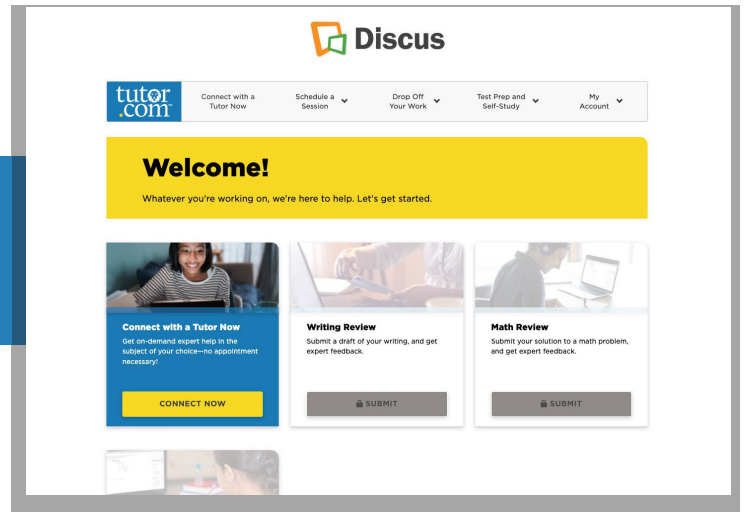 Discus
tutor
.com
Connect with a
Tutor Now
Schedule a
Session
Drop Off
Your Work
Test Prep and
Self-Study
My
Account
Welcome!
Whatever you're working on, we're here to help. Let's get started.
Connect with a Tutor Now
Get on-demand expert help in the
subject of your choice—no appointment
necessary!
CONNECT NOW
Writing Review
Submit a draft of your writing, and get
expert feedback.
SUBMIT
Math Review
Submit your solution to a math problem,
and get expert feedback.
SUBMIT